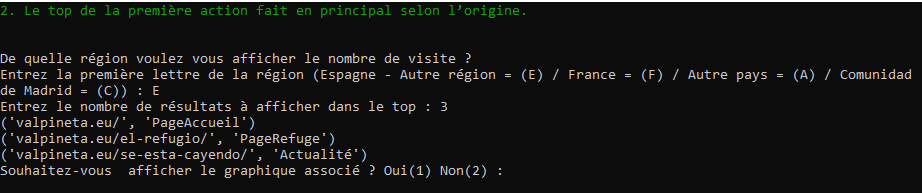 2. Le top de la première action fait en principal selon l’origine.
De quelle région voulez vous afficher le nombre de visite ?
Entrez la première lettre de la région (Espagne - Autre région = (E) / France = (F) / Autre pays = (A) / Comunidad
de Madrid = (C)) : E
Entrez le nombre de résultats à afficher dans le top : 3
('valpineta.eu/', 'PageAccueil')
('valpineta.eu/el-refugio/', 'PageRefuge')
('valpineta.eu/se-esta-cayendo/', 'Actualité')
Souhaitez-vous  afficher le graphique associé ? Oui(1) Non(2) :